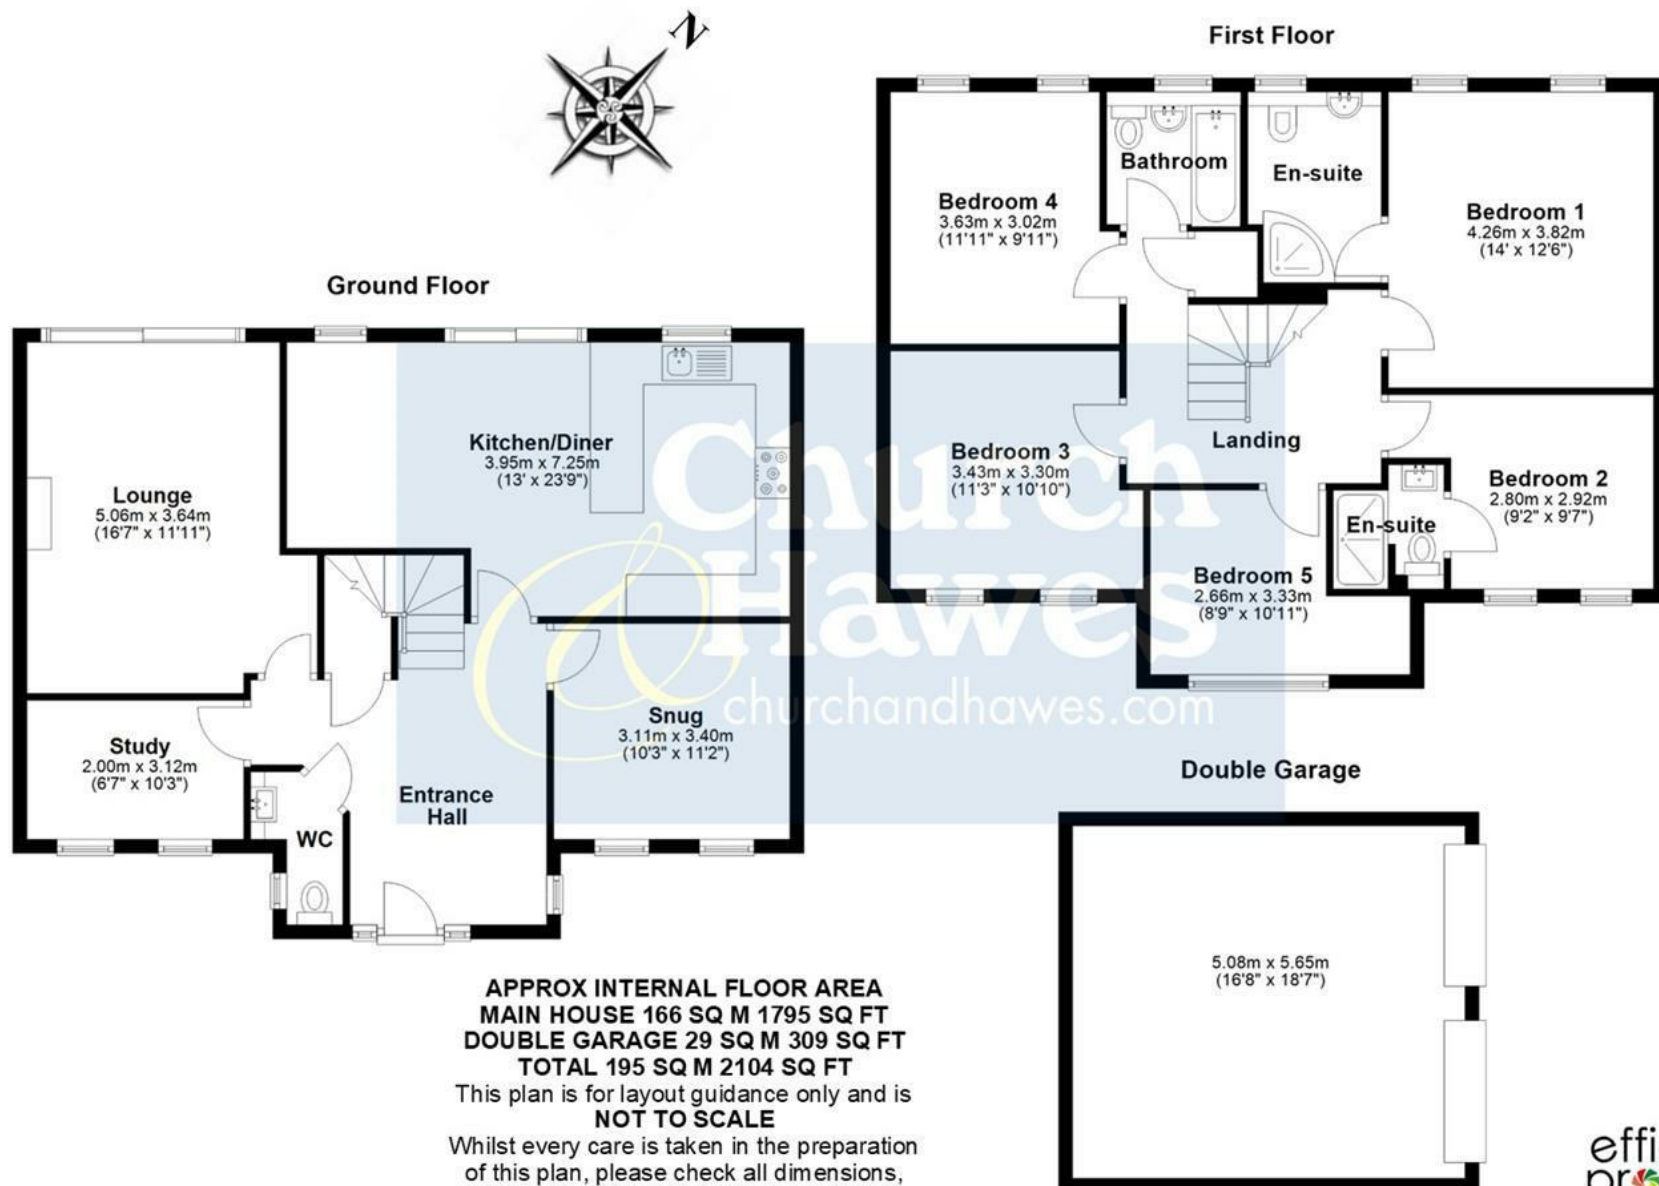 N
First Floor
Bathroom
En-suite
Bedroom 4
3.63m x 3.02m
(11'11" x 9'11")
Bedroom 1
4.26m x 3.82m
(14' x 12'6")
Bedroom 3
3.43m x 3.30m
(11'3" x 10'10")
Landing
Bedroom 2
2.80m x 2.92m
(9'2" x 9'7")
En-suite
Bedroom 5
2.66m x 3.33m
(8'9" x 10'11")
Ground Floor
Kitchen/Diner
3.95m x 7.25m
(13' x 23'9")
Lounge
5.06m x 3.64m
(16'7" x 11'11")
Study
2.00m x 3.12m
(6'7" x 10'3")
Snug
3.11m x 3.40m
(10'3" x 11'2")
Entrance
Hall
WC
Church
& Hawes
churchandhawes.com
Double Garage
5.08m x 5.65m
(16'8" x 18'7")
APPROX INTERNAL FLOOR AREA
MAIN HOUSE 166 SQ M 1795 SQ FT
DOUBLE GARAGE 29 SQ M 309 SQ FT
TOTAL 195 SQ M 2104 SQ FT
This plan is for layout guidance only and is
NOT TO SCALE
Whilst every care is taken in the preparation
of this plan, please check all dimensions,
effi